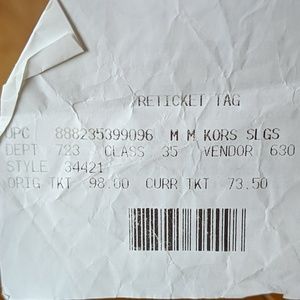 RETICKET TAG
UPC 888235399096 M M KORS SLGS
DEPT 723 CLASS 35 VENDOR 630
STYLE 34421
ORIG TKT 98.00 CURR TKT 73.50